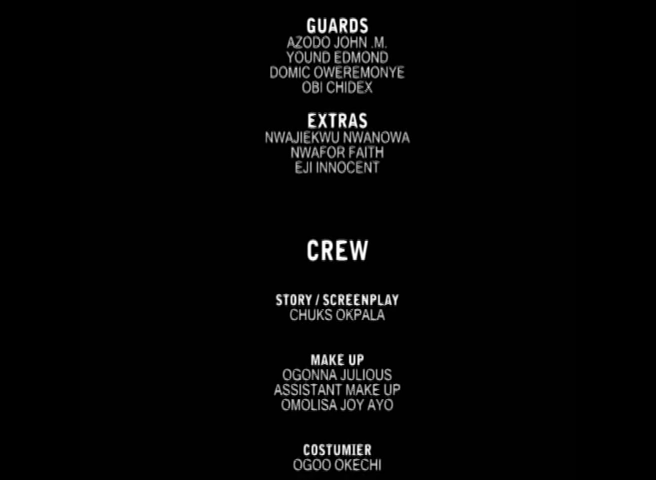 GUARDS
AZODO JOHN .M.
YOUND EDMOND
DOMIC OWEREMONYE
OBI CHIDEX
EXTRAS
NWAJIEKWU NWANOWA
NWAFOR FAITH
EJI INNOCENT
CREW
STORY / SCREENPLAY
CHUKS OKPALA
MAKE UP
OGONNA JULIOUS
ASSISTANT MAKE UP
OMOLISA JOY AYO
COSTUMIER
OGOO OKECHI